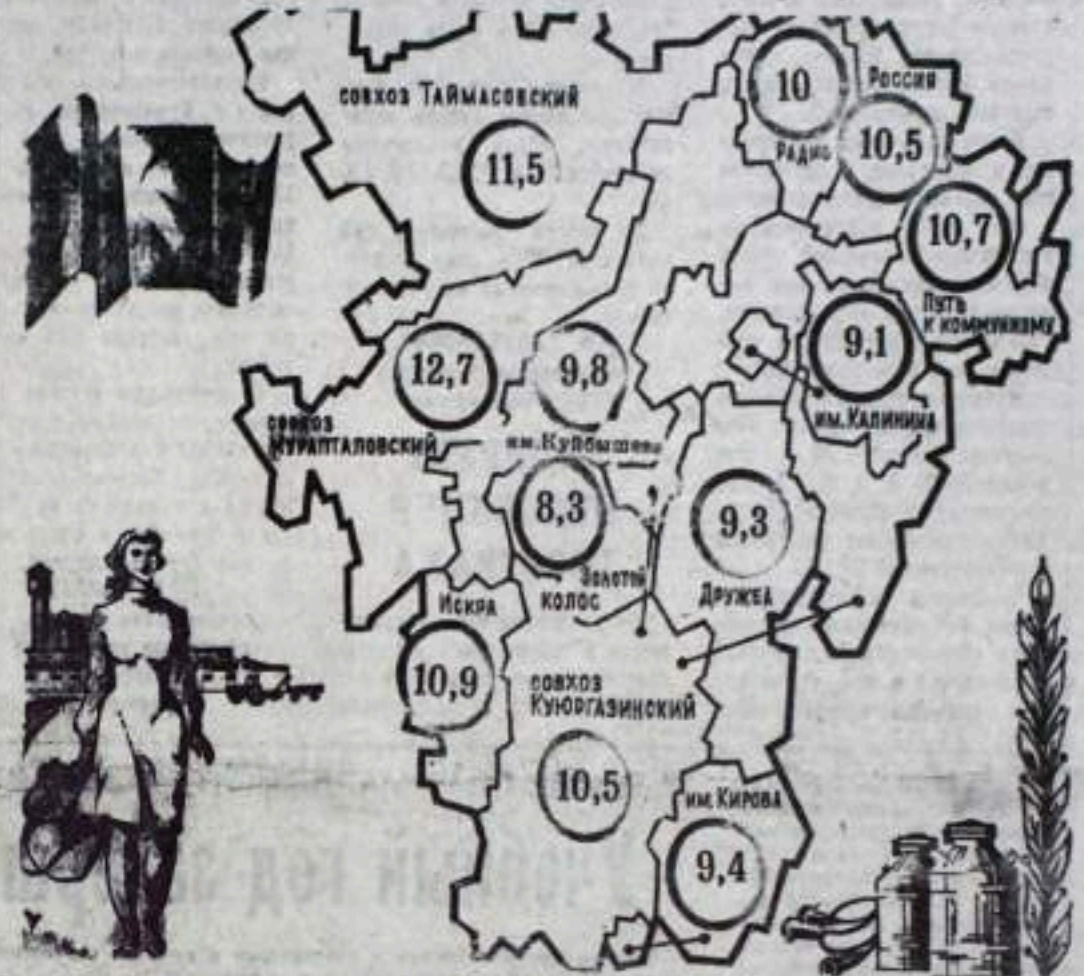 совхоз Таймасовский
11,5
10
Радио
Россия
10,5
10,7
Путь
к коммунизму
9,1
им. Калинина
12,7
совхоз
Мурапталовский
9,8
им. Куйбышева
8,3
Золотой
колос
9,3
Дружба
Искра
10,9
совхоз
Куюргазинский
10,5
им. Кирова
9,4